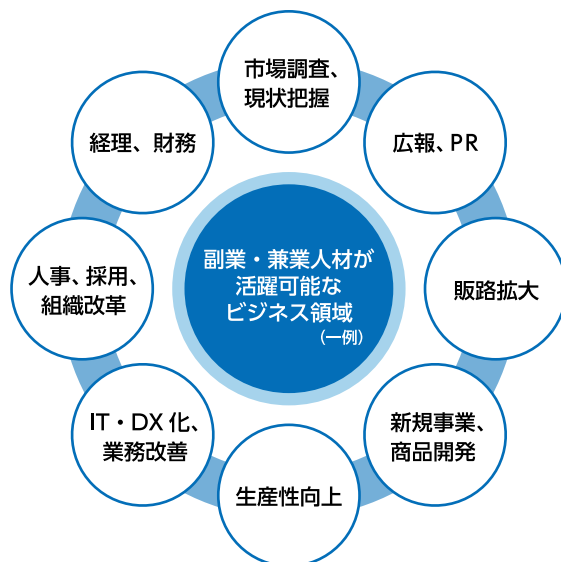 市場調査、
現状把握
広報、PR
販路拡大
新規事業、
商品開発
生産性向上
IT・DX 化、
業務改善
人事、採用、
組織改革
経理、財務
副業・兼業人材が
活躍可能な
ビジネス領域
(一例)